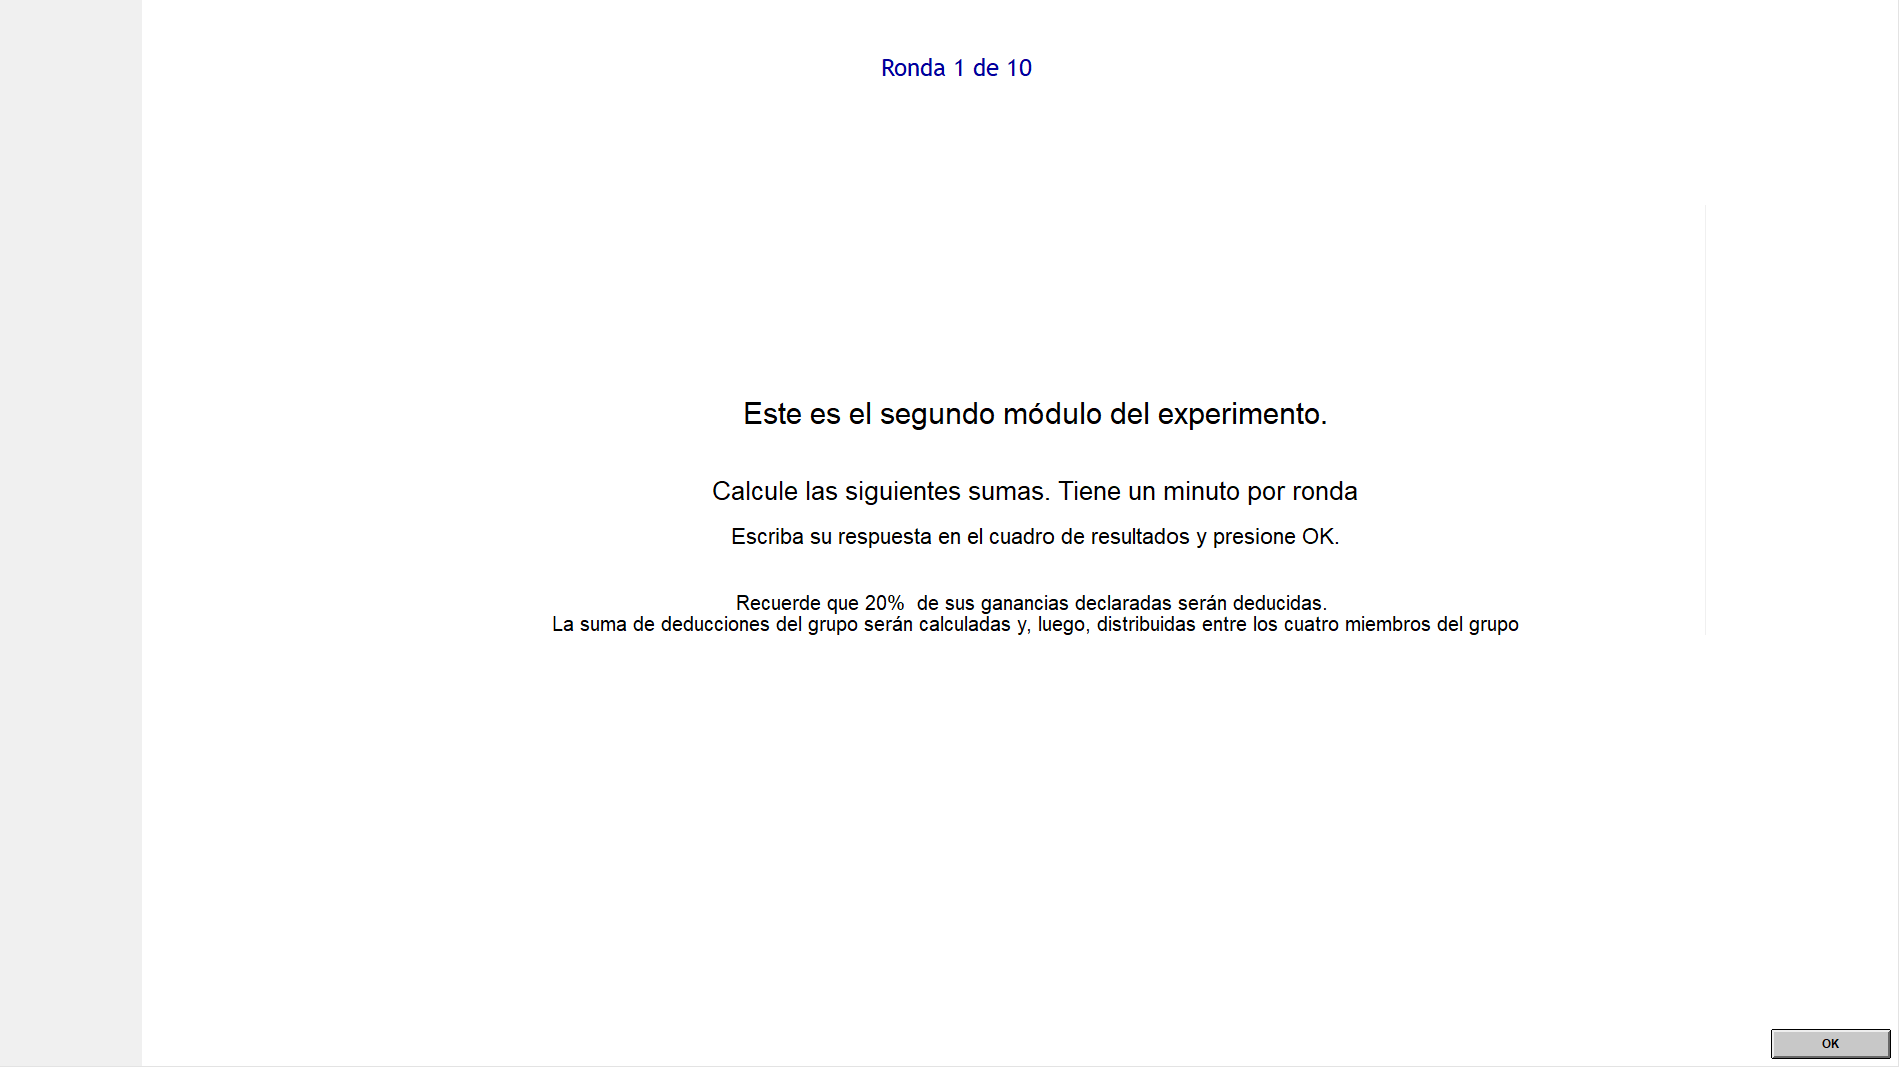 Ronda 1 de 10
Este es el segundo módulo del experimento.
Calcule las siguientes sumas. Tiene un minuto por ronda
Escriba su respuesta en el cuadro de resultados y presione OK.
Recuerde que 20%  de sus ganancias declaradas serán deducidas.
La suma de deducciones del grupo serán calculadas y, luego, distribuidas entre los cuatro miembros del grupo
OK